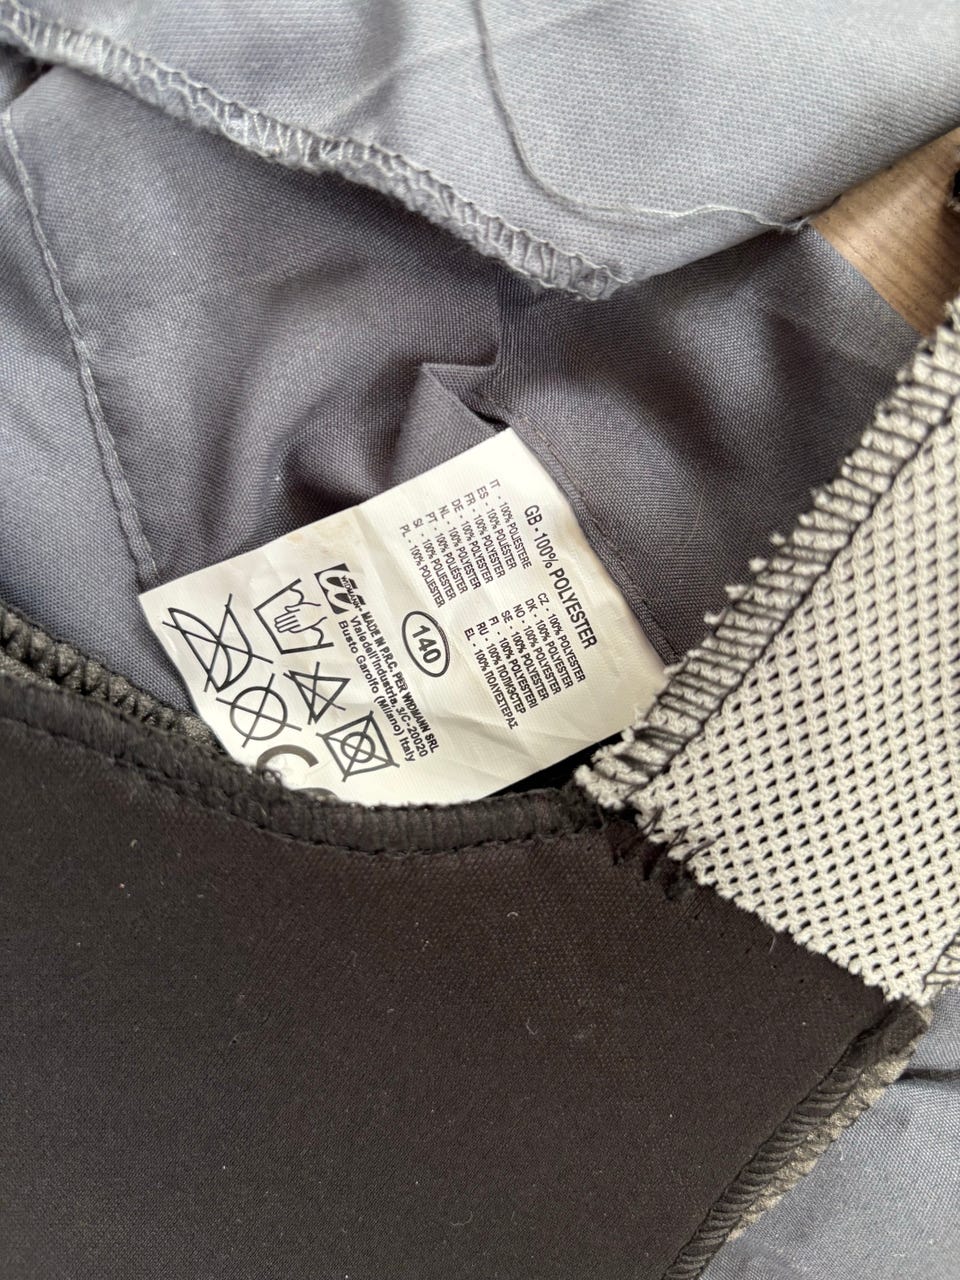 GB - 100% POLYESTER
IT - 100% POLIESTERE
ES - 100% POLIÉSTER
FR - 100% POLYESTER
DE - 100% POLYESTER
NL - 100% POLYESTER
PT - 100% POLIÉSTER
SI - 100% POLIESTER
PL - 100% POLIESTER
CZ - 100% POLYESTER
DK - 100% POLYESTER
NO - 100% POLYESTER
SE - 100% POLYESTER
FI - 100% POLYESTERI
RU - 100% ПОЛИЭСТЕР
EL - 100% ΠΟΛΥΕΣΤΕΡΑΣ
140
WIDMANN
MADE IN P.R.C. PER WIDMANN SRL
Viale dell'Industria, 3/C - 20020
Busto Garolfo (Milano) Italy